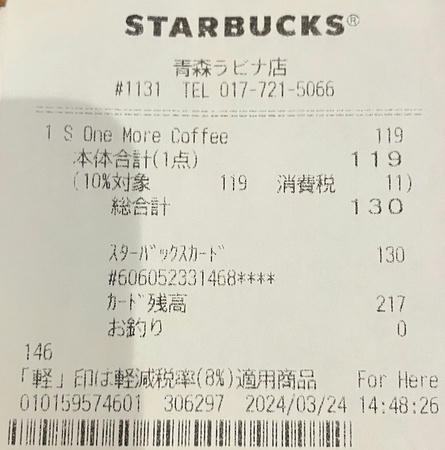 STARBUCKS®
青森ラビナ店
#1131 TEL 017-721-5066
1 S One More Coffee 119
本体合計(1点) 119
(10%対象 119 消費税 11)
総合計 130
ｽﾀｰﾊﾞｯｸｽｶｰﾄﾞ 130
#606052331468****
ｶｰﾄﾞ残高 217
お釣り 0
146
「軽」印は軽減税率(8%)適用商品 For Here
010159574601 306297 2024/03/24 14:48:26